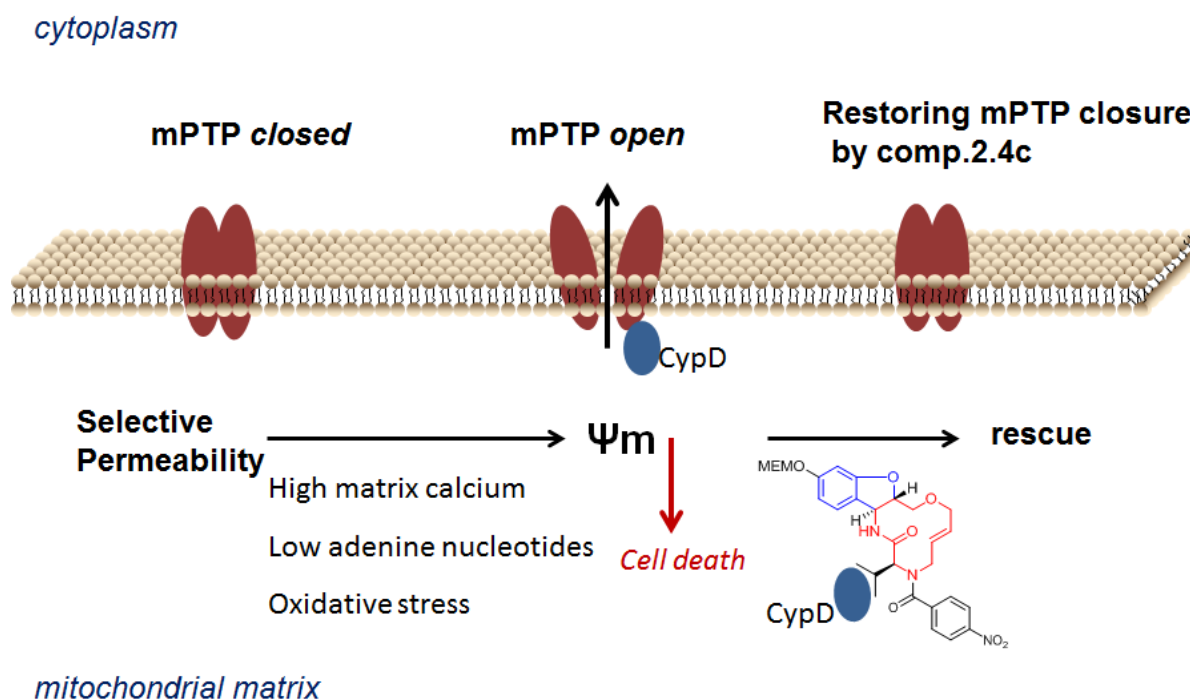 cytoplasm
mPTP closed
mPTP open
Restoring mPTP closure
by comp.2.4c
CypD
Selective
Permeability
Ψm
rescue
High matrix calcium
Low adenine nucleotides
Oxidative stress
Cell death
MEMO
O
H
O
H
HN
O
N
O
NO2
CypD
mitochondrial matrix